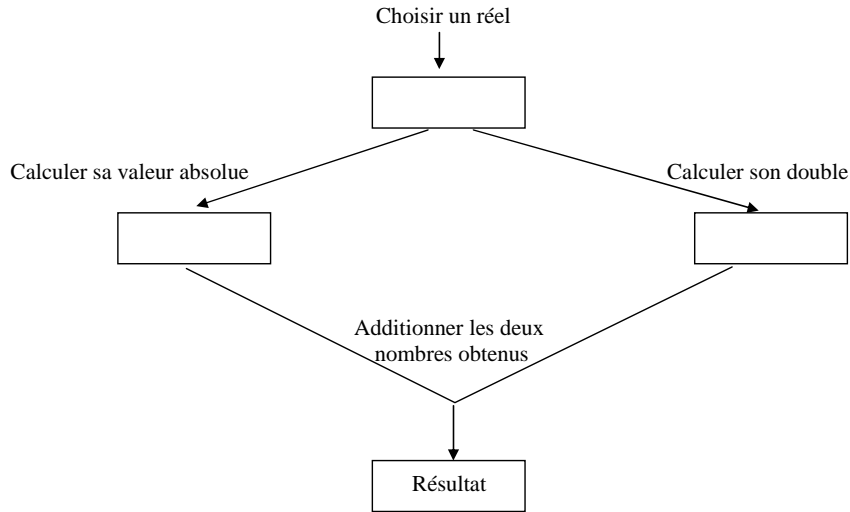 Choisir un réel
Calculer sa valeur absolue
Calculer son double
Additionner les deux
nombres obtenus
Résultat